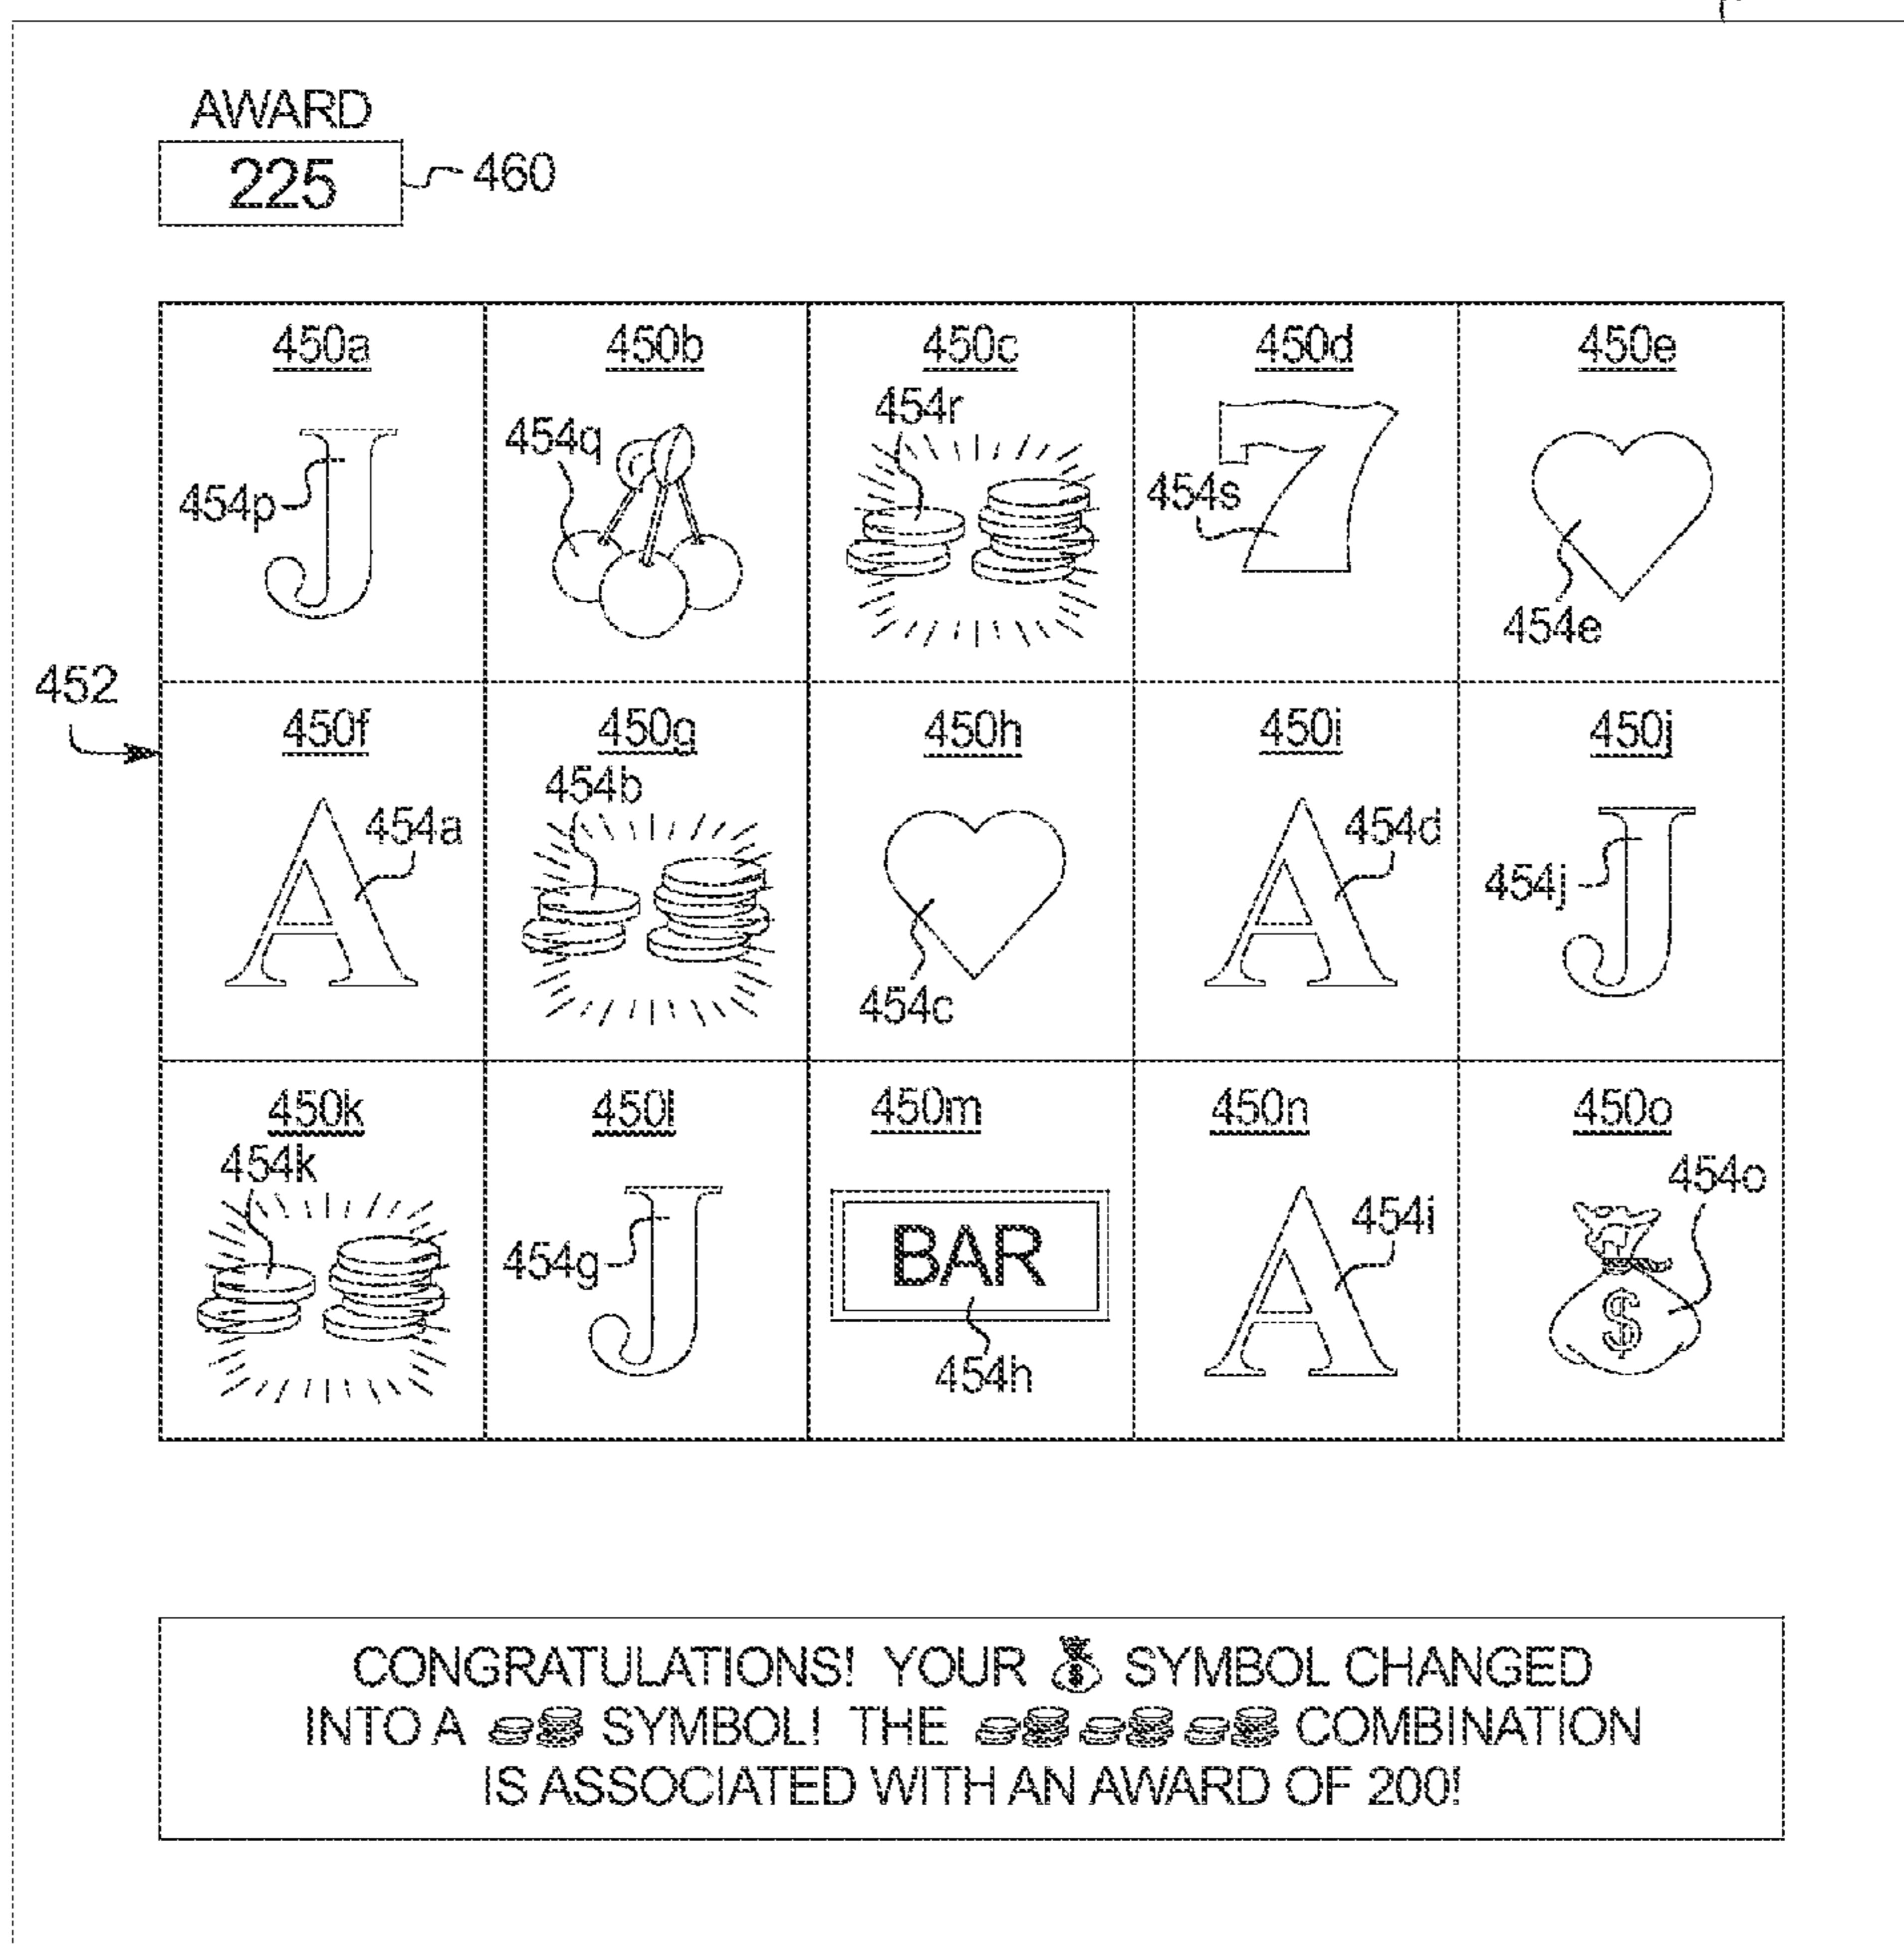 AWARD
225 460
450a 450b 450c 450d 450e
454r
454q
7
454s
J
454p
454e
452
450f 450g 450h 450i 450j
454b
454a 454d
A A J
454j
454c
450k 450l 450m 450n 450o
454k 454o
454i
J BAR A $
454g
454h
CONGRATULATIONS! YOUR $ SYMBOL CHANGED
INTO A SYMBOL! THE COMBINATION
IS ASSOCIATED WITH AN AWARD OF 200!